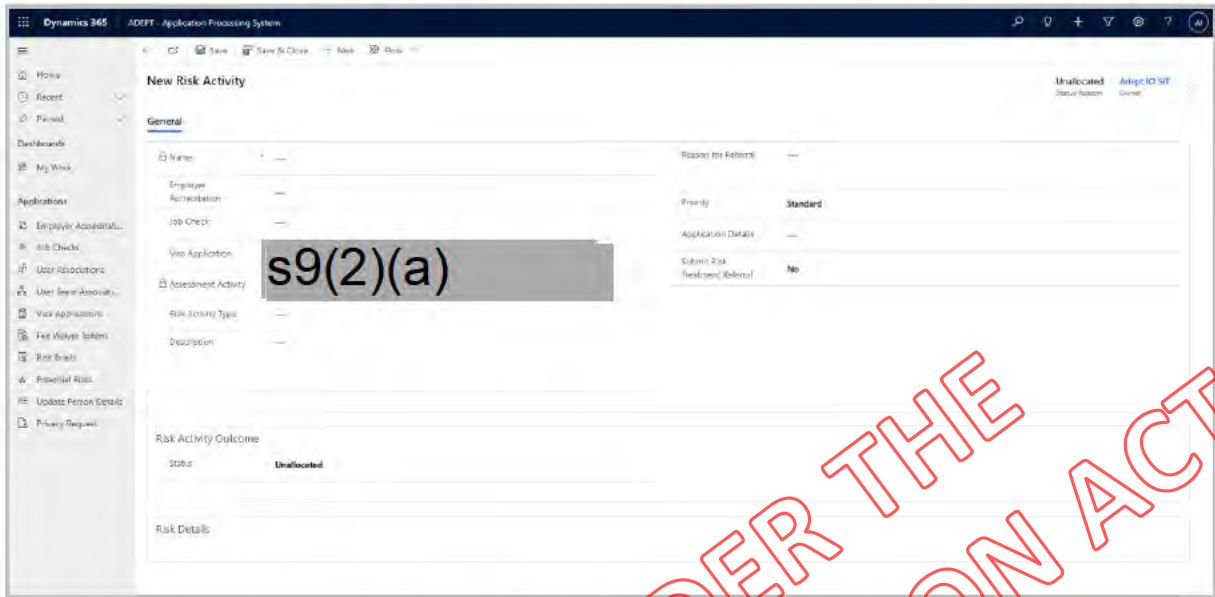 Dynamics 365 ADEPT - Application Processing System
Save Save & Close New Flow
Home
Recent
Pinned
Dashboards
My Work
Applications
Employer Accreditati...
Job Checks
User Associations
User Team Associati...
Visa Applications
Fee Waiver Tokens
Risk Briefs
Potential Risks
Update Person Details
Privacy Request
New Risk Activity
Unallocated
Status Reason
Adept IO SIT
Owner
General
Name * ---
Employer Accreditation ---
Job Check ---
Visa Application
s9(2)(a)
Assessment Activity
Risk Activity Type ---
Description ---
Reason for Referral ---
Priority Standard
Application Details ---
Submit Risk Treatment Referral No
Risk Activity Outcome
Status Unallocated
Risk Details
DER THE
ON ACT